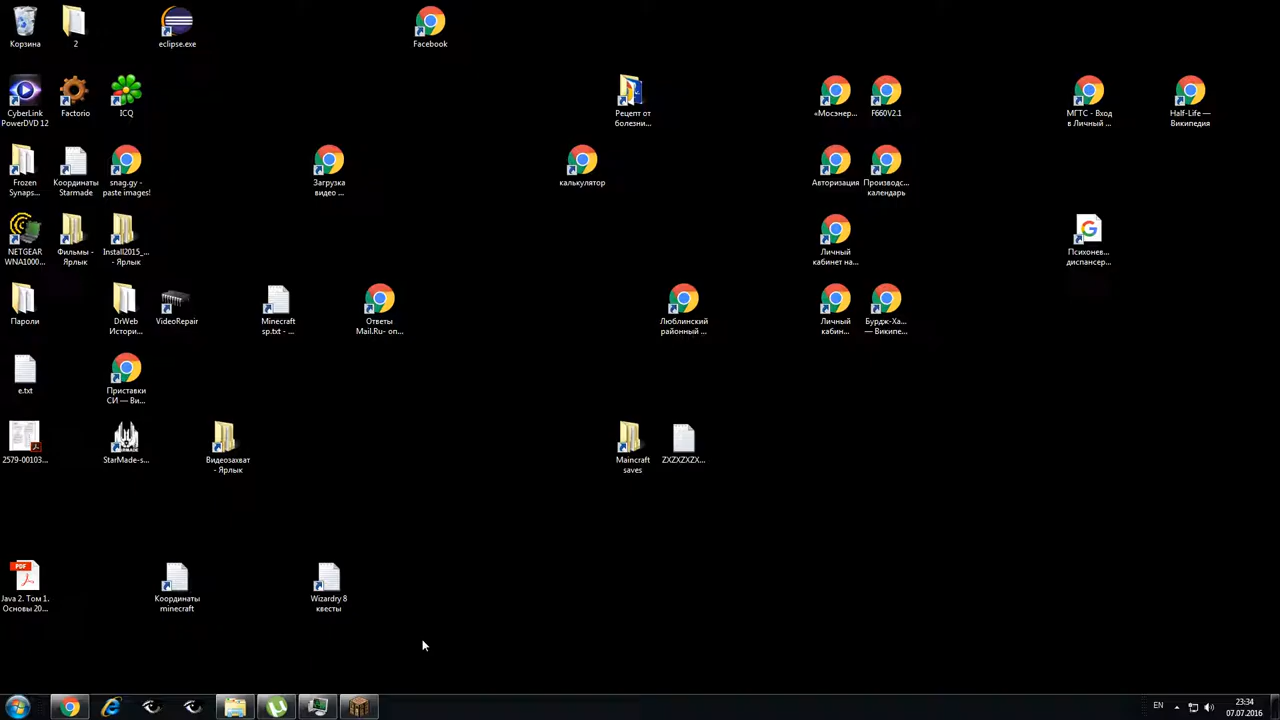 Корзина
2
eclipse.exe
Facebook
CyberLink
PowerDVD 12
Factorio
ICQ
Рецепт от
болезни...
«Мосэнер...
F660V2.1
МГТС - Вход
в Личный ...
Half-Life —
Википедия
Frozen
Synaps...
Координаты
Starmade
snag.gy -
paste images!
Загрузка
видео ...
калькулятор
Авторизация
Производс...
календарь
NETGEAR
WNA1000...
Фильмы -
Ярлык
Install2015_...
- Ярлык
Личный
кабинет на...
Психонев...
диспансер...
Пароли
DrWeb
Истори...
VideoRepair
Minecraft
sp.txt - ...
Ответы
Mail.Ru- оп...
Люблинский
районный ...
Личный
кабин...
Бурдж-Ха...
— Википе...
e.txt
Приставки
СИ — Ви...
2579-00103...
StarMade-s...
Видеозахват
- Ярлык
Maincraft
saves
ZXZXZXZX...
PDF
Java 2. Том 1.
Основы 20...
Координаты
minecraft
Wizardry 8
квесты
EN
23:34
07.07.2016